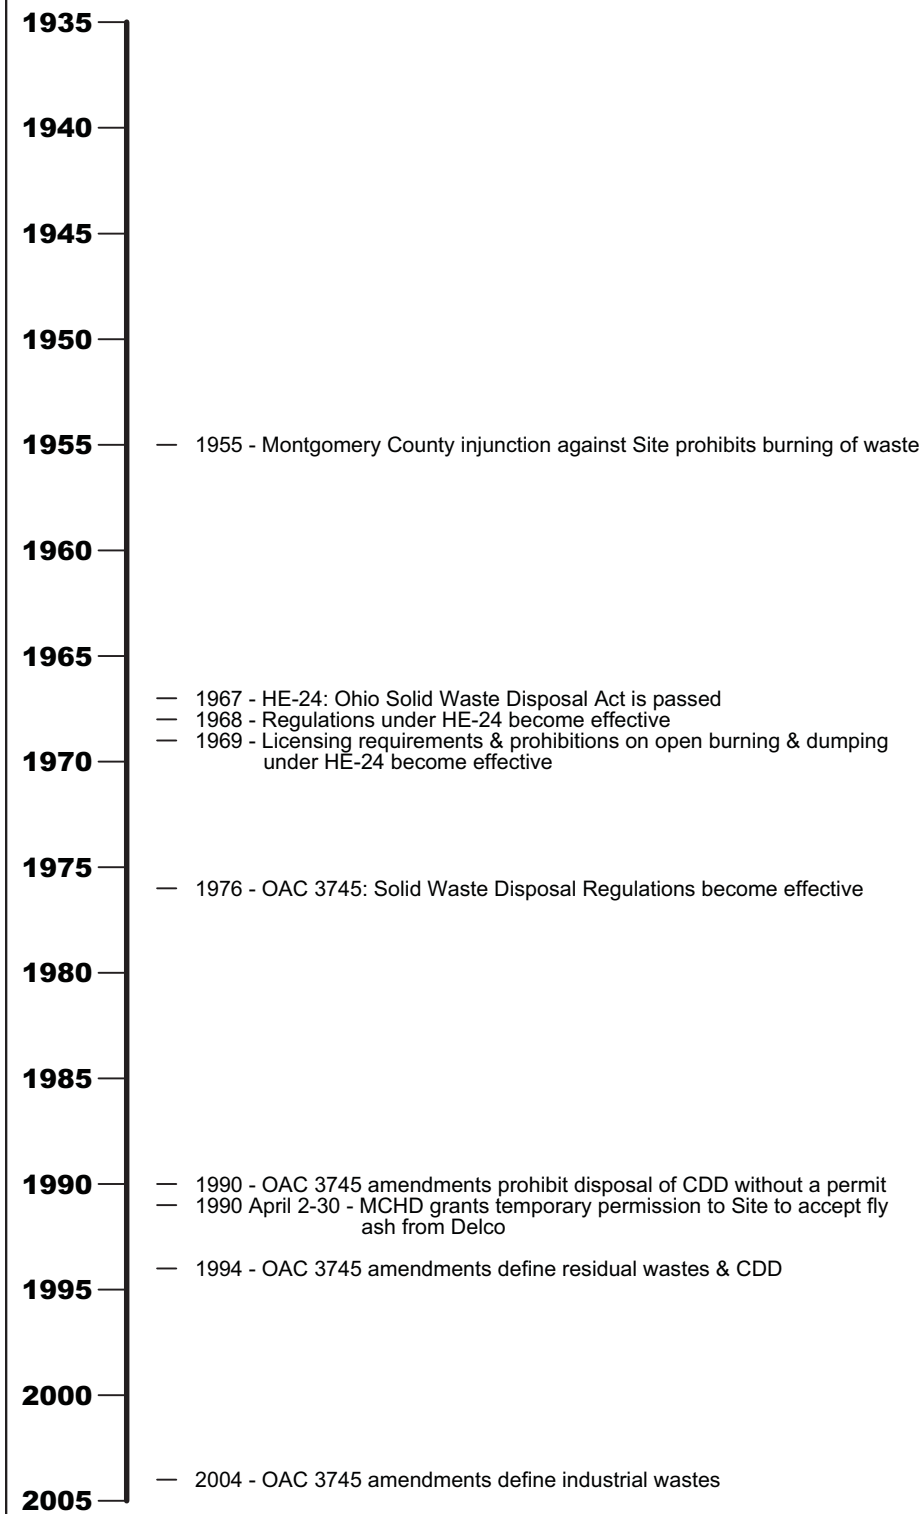 1935
1940
1945
1950
1955
1955 - Montgomery County injunction against Site prohibits burning of waste
1960
1965
1967 - HE-24: Ohio Solid Waste Disposal Act is passed
1968 - Regulations under HE-24 become effective
1969 - Licensing requirements & prohibitions on open burning & dumping
under HE-24 become effective
1970
1975
1976 - OAC 3745: Solid Waste Disposal Regulations become effective
1980
1985
1990
1990 - OAC 3745 amendments prohibit disposal of CDD without a permit
1990 April 2-30 - MCHD grants temporary permission to Site to accept fly
ash from Delco
1994 - OAC 3745 amendments define residual wastes & CDD
1995
2000
2004 - OAC 3745 amendments define industrial wastes
2005